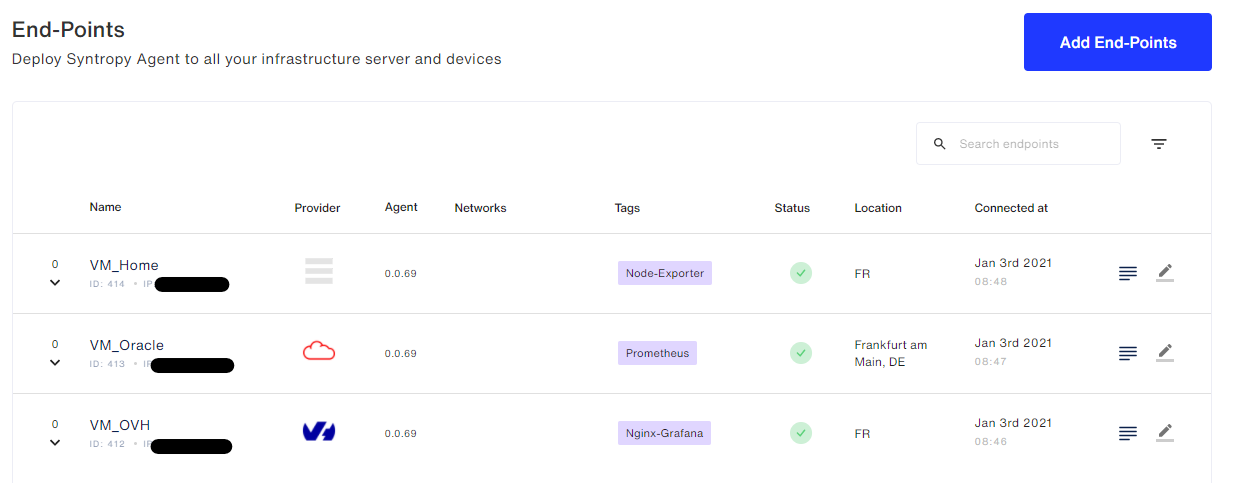 End-Points
Deploy Syntropy Agent to all your infrastructure server and devices
Add End-Points
Search endpoints
Name Provider Agent Networks Tags Status Location Connected at
0 VM_Home 0.0.69 Node-Exporter FR Jan 3rd 2021
ID: 414 • IP 08:48
0 VM_Oracle 0.0.69 Prometheus Frankfurt am Jan 3rd 2021
ID: 413 • IP Main, DE 08:47
0 VM_OVH 0.0.69 Nginx-Grafana FR Jan 3rd 2021
ID: 412 • IP 08:46